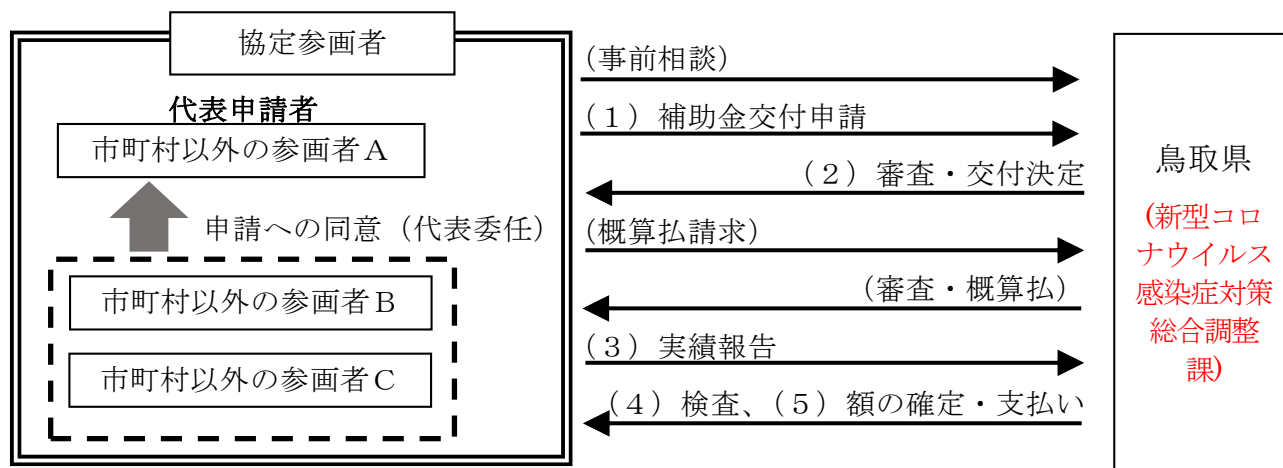 協定参画者
代表申請者
市町村以外の参画者A
申請への同意（代表委任）
市町村以外の参画者B
市町村以外の参画者C
(事前相談）
（１）補助金交付申請
（２）審査・交付決定
(概算払請求）
(審査・概算払）
（３）実績報告
（４）検査、（５）額の確定・支払い
鳥取県
(新型コロ
ナウイルス
感染症対策
総合調整
課)